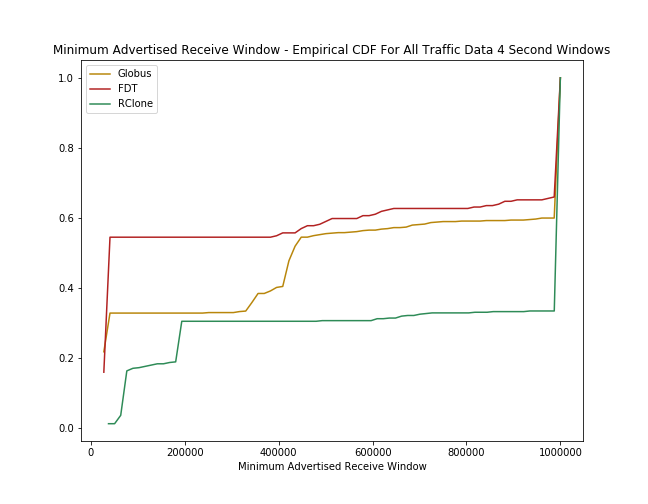 Minimum Advertised Receive Window - Empirical CDF For All Traffic Data 4 Second Windows
Globus
FDT
RClone
1.0
0.8
0.6
0.4
0.2
0.0
0
200000
400000
600000
800000
1000000
Minimum Advertised Receive Window